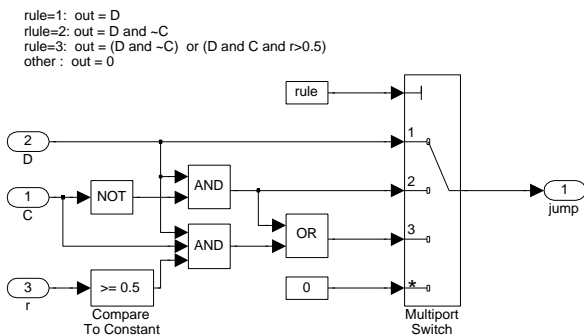 rule=1: out = D
rlule=2: out = D and ~C
rule=3: out = (D and ~C) or (D and C and r>0.5)
other : out = 0
rule
2
D
1
1
C
NOT
AND
2
1
jump
AND
OR
3
3
r
>= 0.5
0
*
Compare
To Constant
Multiport
Switch